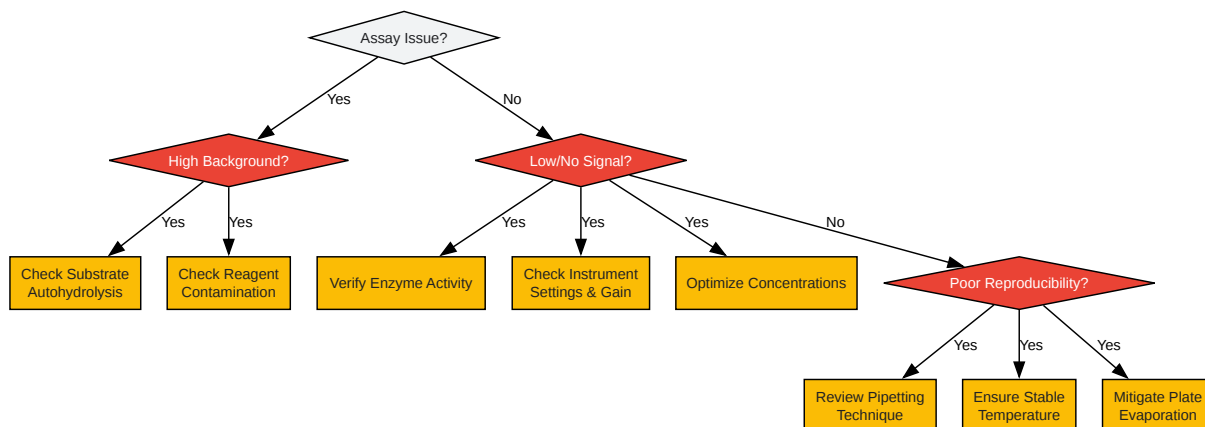 Assay Issue?
Yes
No
High Background?
Low/No Signal?
Yes
Yes
Yes
Yes
Yes
No
Check Substrate
Autohydrolysis
Check Reagent
Contamination
Verify Enzyme Activity
Check Instrument
Settings & Gain
Optimize Concentrations
Poor Reproducibility?
Yes
Yes
Yes
Review Pipetting
Technique
Ensure Stable
Temperature
Mitigate Plate
Evaporation